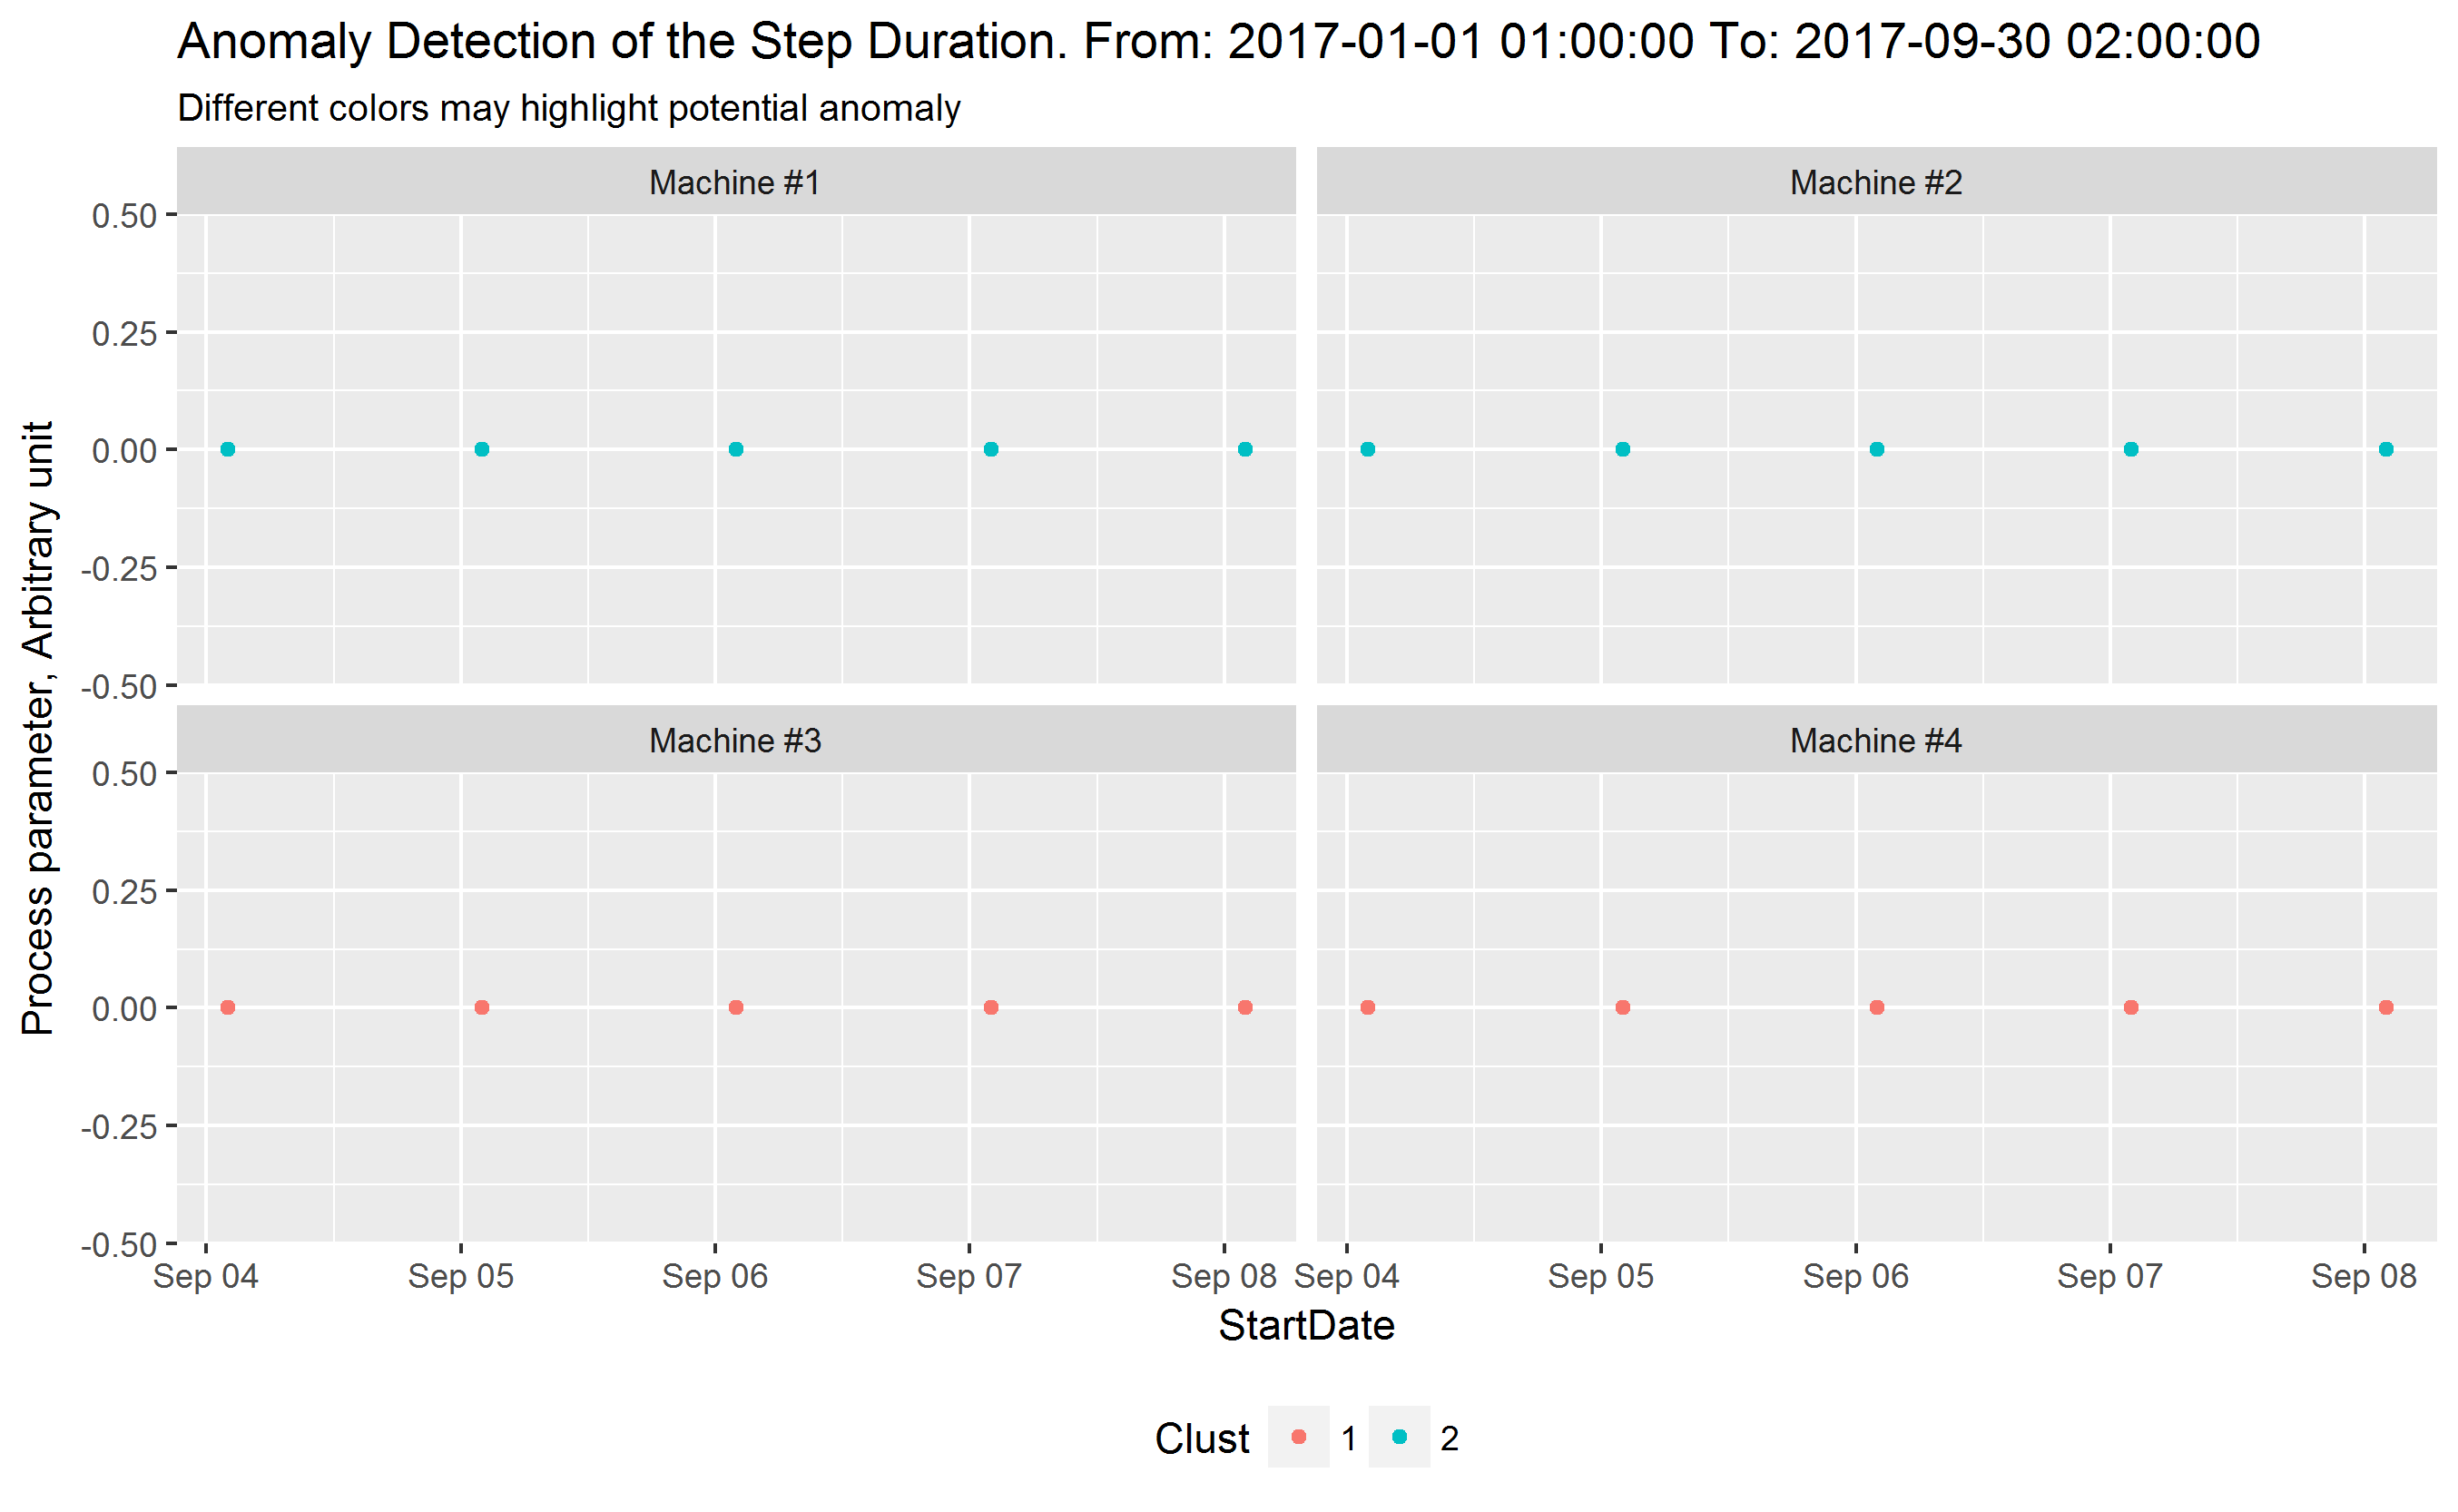 Anomaly Detection of the Step Duration. From: 2017-01-01 01:00:00 To: 2017-09-30 02:00:00
Different colors may highlight potential anomaly
Machine #1
Machine #2
0.50
0.25
0.00
-0.25
-0.50
Machine #3
Machine #4
0.50
0.25
0.00
-0.25
-0.50
Process parameter, Arbitrary unit
Sep 04 Sep 05 Sep 06 Sep 07 Sep 08 Sep 04 Sep 05 Sep 06 Sep 07 Sep 08
StartDate
Clust 1 2